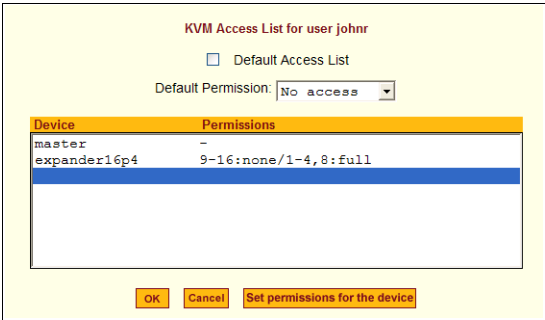 KVM Access List for user johnr
Default Access List
Default Permission: No access
Device Permissions
master -
expander16p4 9-16:none/1-4,8:full
OK Cancel Set permissions for the device